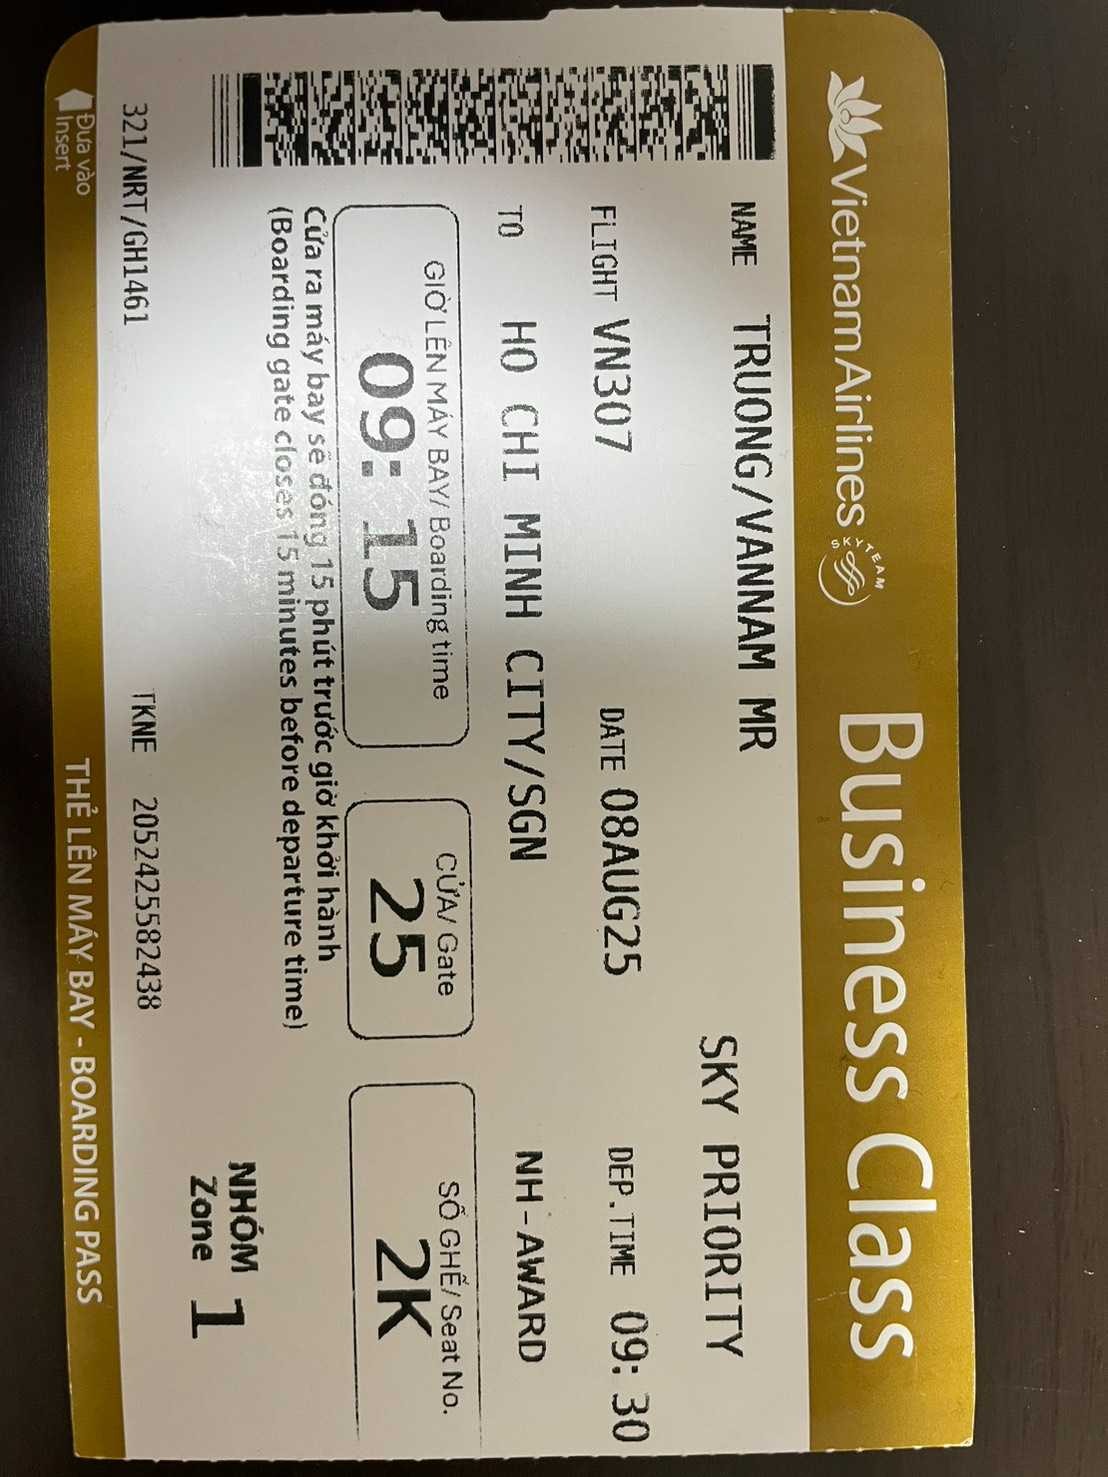 VietnamAirlines SKYTEAM Business Class
SKY PRIORITY
NAME TRUONG/VANNAM MR
FLIGHT VN307 DATE 08AUG25 DEP.TIME 09:30
TO HO CHI MINH CITY/SGN NH-AWARD
GIỜ LÊN MÁY BAY/ Boarding time CỬA/ Gate SỐ GHẾ/ Seat No.
09:15 25 2K
Cửa ra máy bay sẽ đóng 15 phút trước giờ khởi hành
(Boarding gate closes 15 minutes before departure time)
NHÓM
Zone 1
321/NRT/GH1461 TKNE 2052425582438
Đưa vào
Insert
THẺ LÊN MÁY BAY - BOARDING PASS